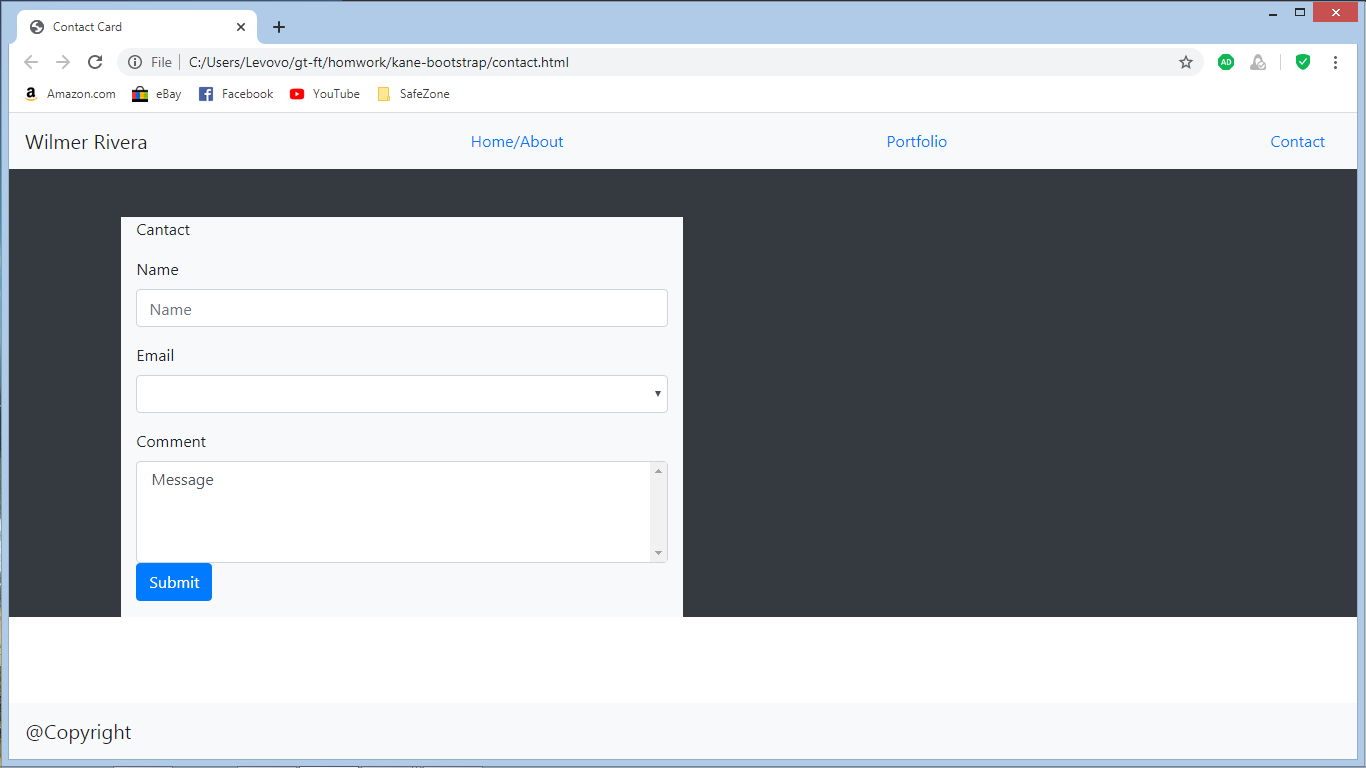 Contact Card
File C:/Users/Levovo/gt-ft/homwork/kane-bootstrap/contact.html
AD
Amazon.com eBay Facebook YouTube SafeZone
Wilmer Rivera Home/About Portfolio Contact
Cantact
Name
Name
Email
Comment
Message
Submit
@Copyright